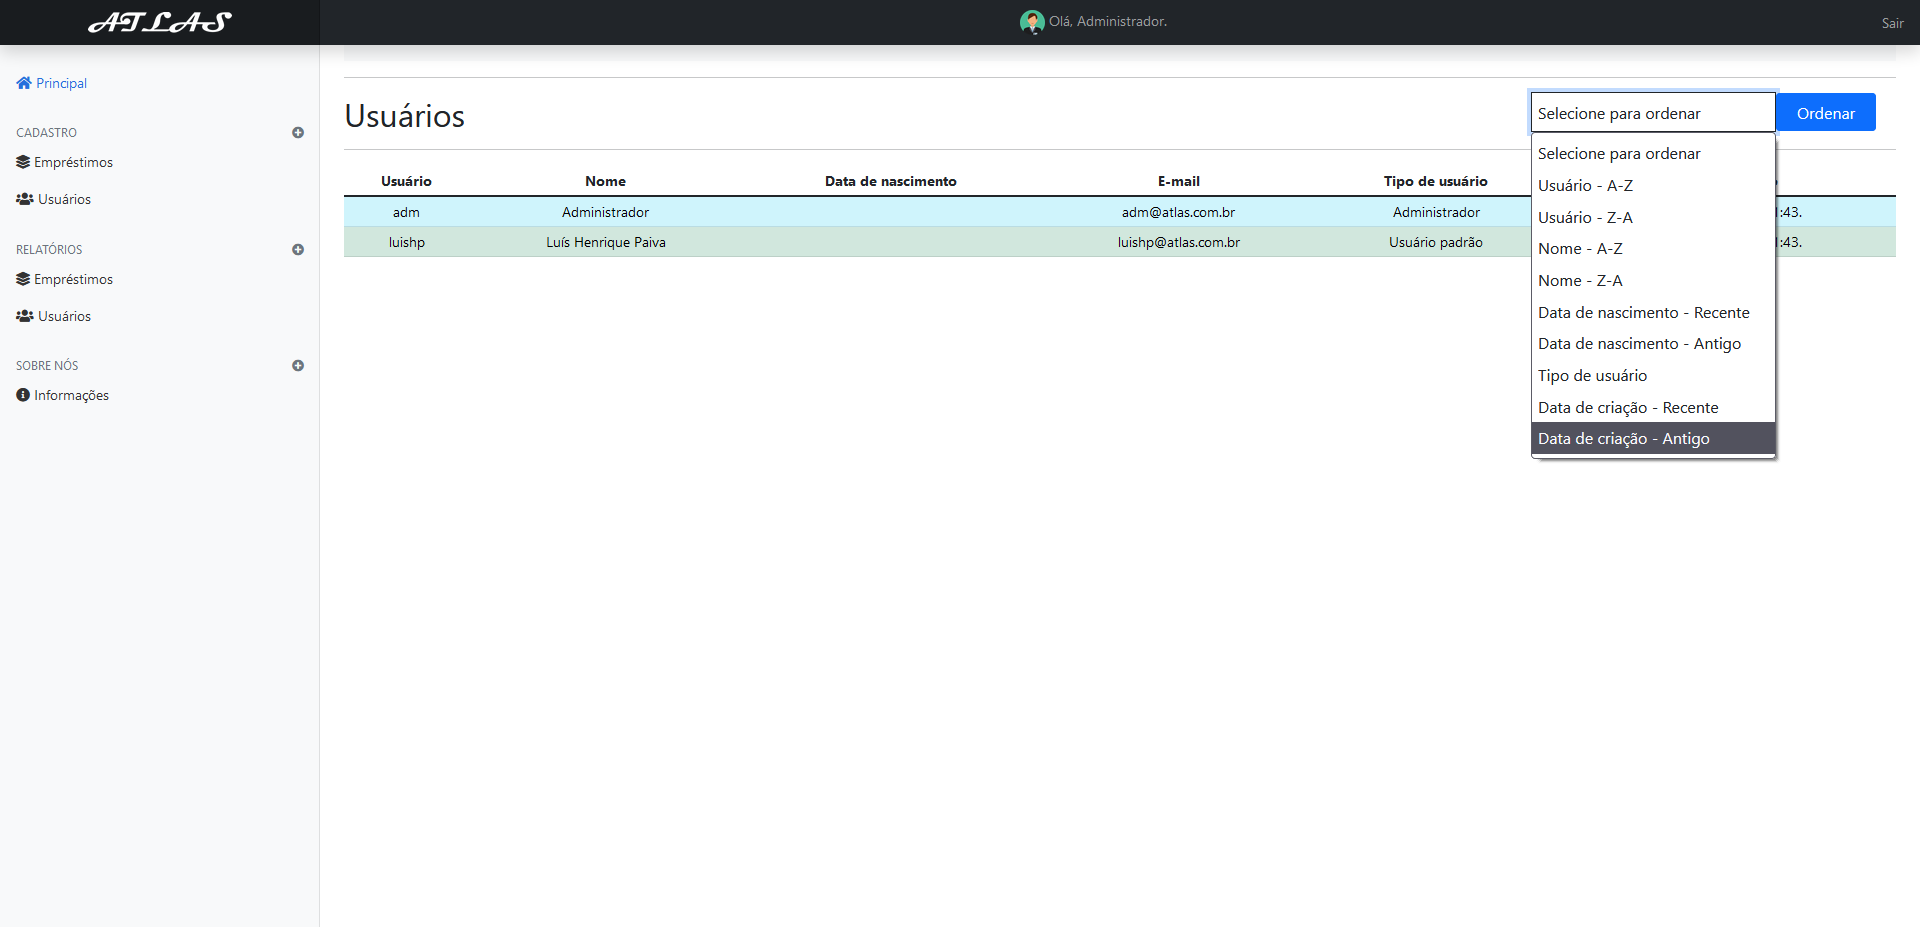 ATLAS
Olá, Administrador.
Sair
Principal
CADASTRO
Empréstimos
Usuários
RELATÓRIOS
Empréstimos
Usuários
SOBRE NÓS
Informações
Usuários
Selecione para ordenar
Ordenar
Selecione para ordenar
Usuário - A-Z
Usuário - Z-A
Nome - A-Z
Nome - Z-A
Data de nascimento - Recente
Data de nascimento - Antigo
Tipo de usuário
Data de criação - Recente
Data de criação - Antigo
Usuário Nome Data de nascimento E-mail Tipo de usuário
adm Administrador adm@atlas.com.br Administrador :43.
luishp Luís Henrique Paiva luishp@atlas.com.br Usuário padrão :43.